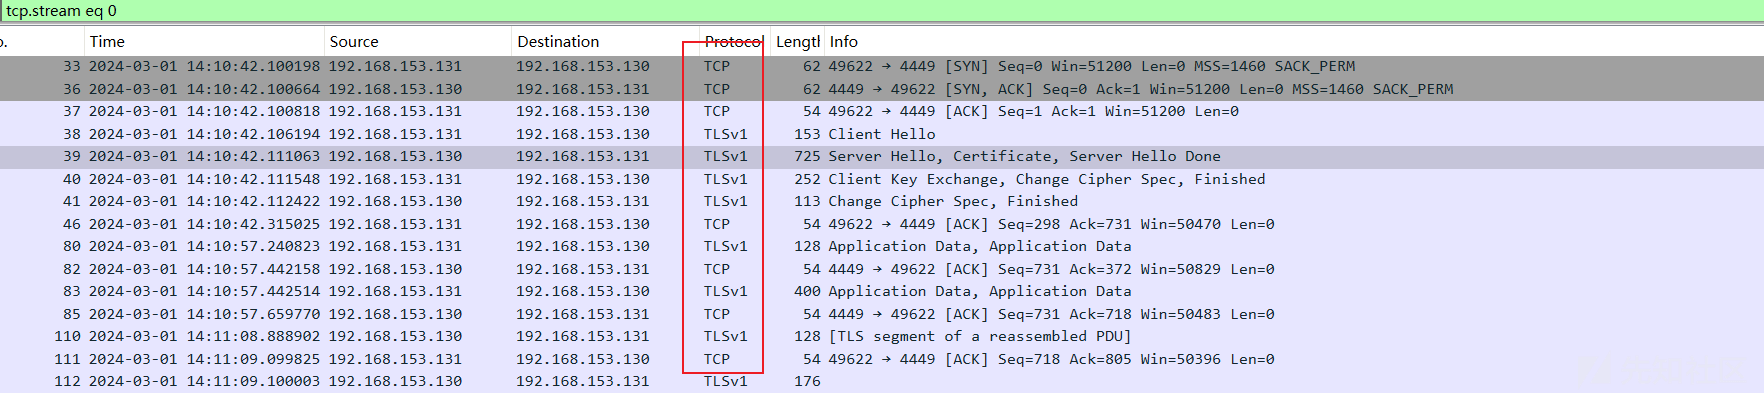 tcp.stream eq 0
o. Time Source Destination Protocol Lengtl Info
33 2024-03-01 14:10:42.100198 192.168.153.131 192.168.153.130 TCP 62 49622 → 4449 [SYN] Seq=0 Win=51200 Len=0 MSS=1460 SACK_PERM
36 2024-03-01 14:10:42.100664 192.168.153.130 192.168.153.131 TCP 62 4449 → 49622 [SYN, ACK] Seq=0 Ack=1 Win=51200 Len=0 MSS=1460 SACK_PERM
37 2024-03-01 14:10:42.100818 192.168.153.131 192.168.153.130 TCP 54 49622 → 4449 [ACK] Seq=1 Ack=1 Win=51200 Len=0
38 2024-03-01 14:10:42.106194 192.168.153.131 192.168.153.130 TLSv1 153 Client Hello
39 2024-03-01 14:10:42.111063 192.168.153.130 192.168.153.131 TLSv1 725 Server Hello, Certificate, Server Hello Done
40 2024-03-01 14:10:42.111548 192.168.153.131 192.168.153.130 TLSv1 252 Client Key Exchange, Change Cipher Spec, Finished
41 2024-03-01 14:10:42.112422 192.168.153.130 192.168.153.131 TLSv1 113 Change Cipher Spec, Finished
46 2024-03-01 14:10:42.315025 192.168.153.131 192.168.153.130 TCP 54 49622 → 4449 [ACK] Seq=298 Ack=731 Win=50470 Len=0
80 2024-03-01 14:10:57.240823 192.168.153.131 192.168.153.130 TLSv1 128 Application Data, Application Data
82 2024-03-01 14:10:57.442158 192.168.153.130 192.168.153.131 TCP 54 4449 → 49622 [ACK] Seq=731 Ack=372 Win=50829 Len=0
83 2024-03-01 14:10:57.442514 192.168.153.131 192.168.153.130 TLSv1 400 Application Data, Application Data
85 2024-03-01 14:10:57.659770 192.168.153.130 192.168.153.131 TCP 54 4449 → 49622 [ACK] Seq=731 Ack=718 Win=50483 Len=0
110 2024-03-01 14:11:08.888902 192.168.153.130 192.168.153.131 TLSv1 128 [TLS segment of a reassembled PDU]
111 2024-03-01 14:11:09.099825 192.168.153.131 192.168.153.130 TCP 54 49622 → 4449 [ACK] Seq=718 Ack=805 Win=50396 Len=0
112 2024-03-01 14:11:09.100003 192.168.153.130 192.168.153.131 TLSv1 176